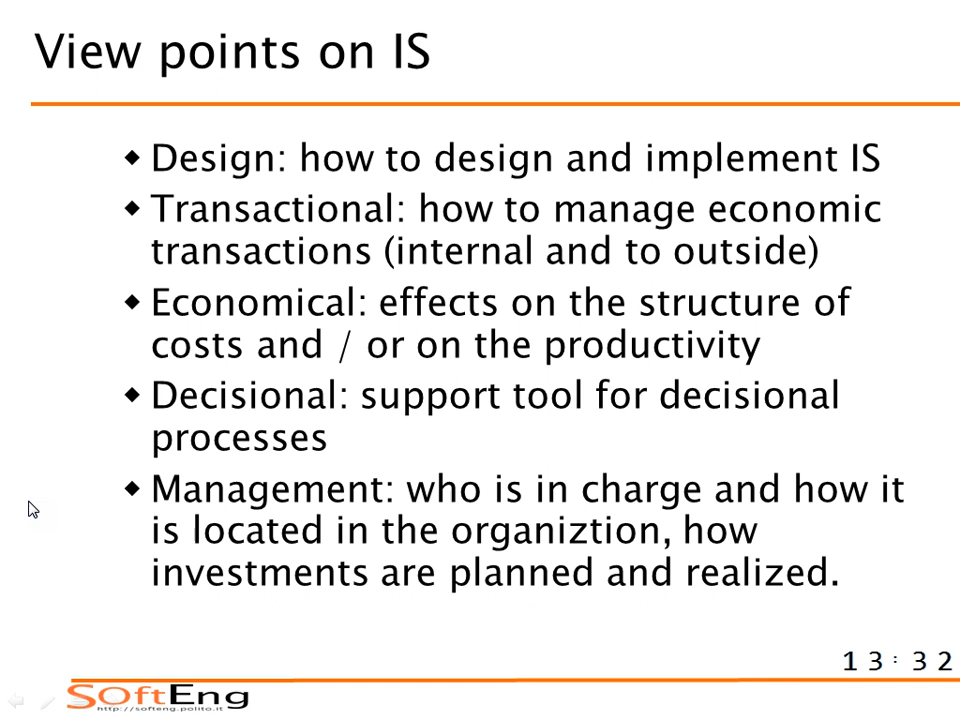 View points on IS
Design: how to design and implement IS
Transactional: how to manage economic
transactions (internal and to outside)
Economical: effects on the structure of
costs and / or on the productivity
Decisional: support tool for decisional
processes
Management: who is in charge and how it
is located in the organiztion, how
investments are planned and realized.
13:32
SOftEng
http://softeng.polito.it